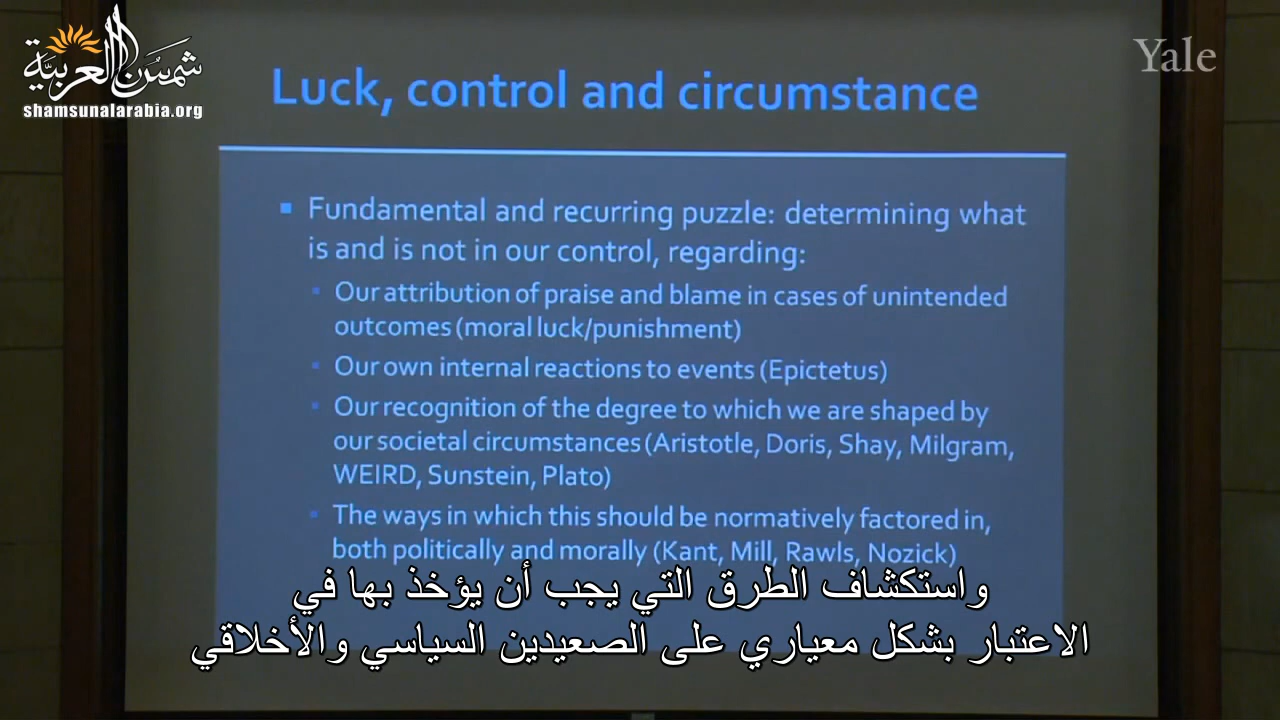 شمس العربية
shamsunalarabia.org
Yale
Luck, control and circumstance
Fundamental and recurring puzzle: determining what
is and is not in our control, regarding:
Our attribution of praise and blame in cases of unintended
outcomes (moral luck/punishment)
Our own internal reactions to events (Epictetus)
Our recognition of the degree to which we are shaped by
our societal circumstances (Aristotle, Doris, Shay, Milgram,
WEIRD, Sunstein, Plato)
The ways in which this should be normatively factored in,
both politically and morally (Kant, Mill, Rawls, Nozick)
واستكشاف الطرق التي يجب أن يؤخذ بها في
الاعتبار بشكل معياري على الصعيدين السياسي والأخلاقي